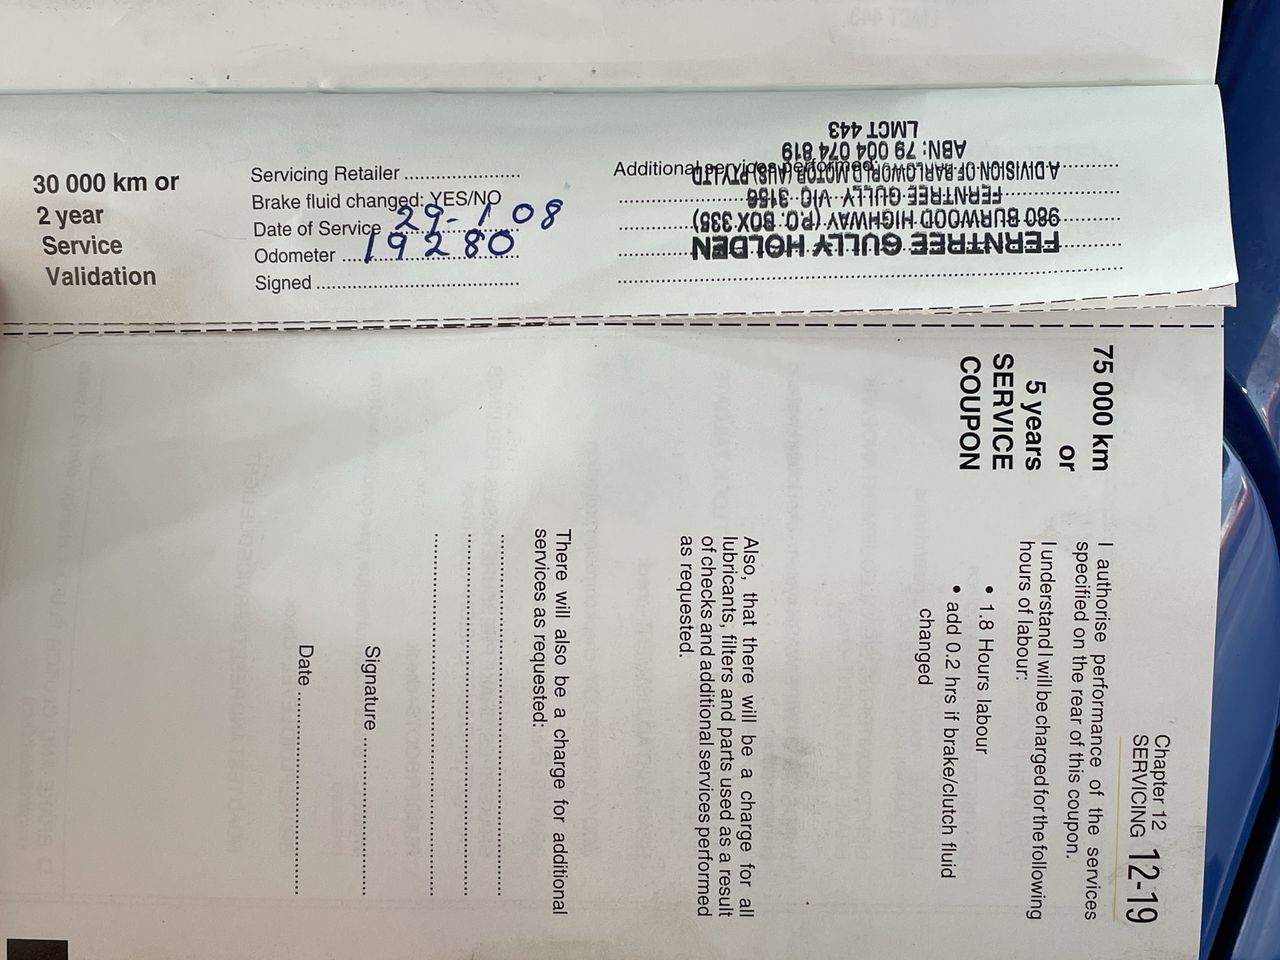 30 000 km or
2 year
Service
Validation
Servicing Retailer
Brake fluid changed: YES/NO
Date of Service 29-1 08
Odometer 19280
Signed
Additional services performed:
FERNTREE GULLY HOLDEN
980 BURWOOD HIGHWAY (P.O. BOX 335)
FERNTREE GULLY VIC. 3156
A DIVISION OF BARLOWORLD MOTOR (AUS) PTY LTD
ABN: 79 004 074 819
LMCT 443
Chapter 12
SERVICING 12-19
75 000 km
or
5 years
SERVICE
COUPON
I authorise performance of the services
specified on the rear of this coupon.
I understand I will be charged for the following
hours of labour:
• 1.8 Hours labour
• add 0.2 hrs if brake/clutch fluid
changed
Also, that there will be a charge for all
lubricants, filters and parts used as a result
of checks and additional services performed
as requested.
There will also be a charge for additional
services as requested:
Signature
Date